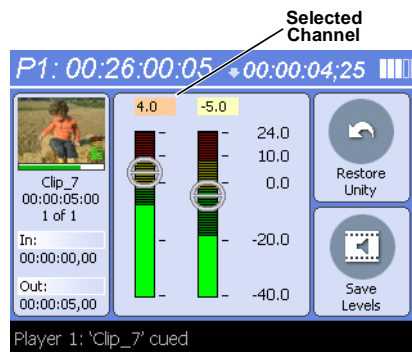 Selected
Channel
P1: 00:26:00:05 00:00:04;25
4.0 -5.0
24.0
10.0
0.0
-20.0
-40.0
Clip_7
00:00:05:00
1 of 1
In:
00:00:00,00
Out:
00:00:05,00
Restore
Unity
Save
Levels
Player 1: 'Clip_7' cued